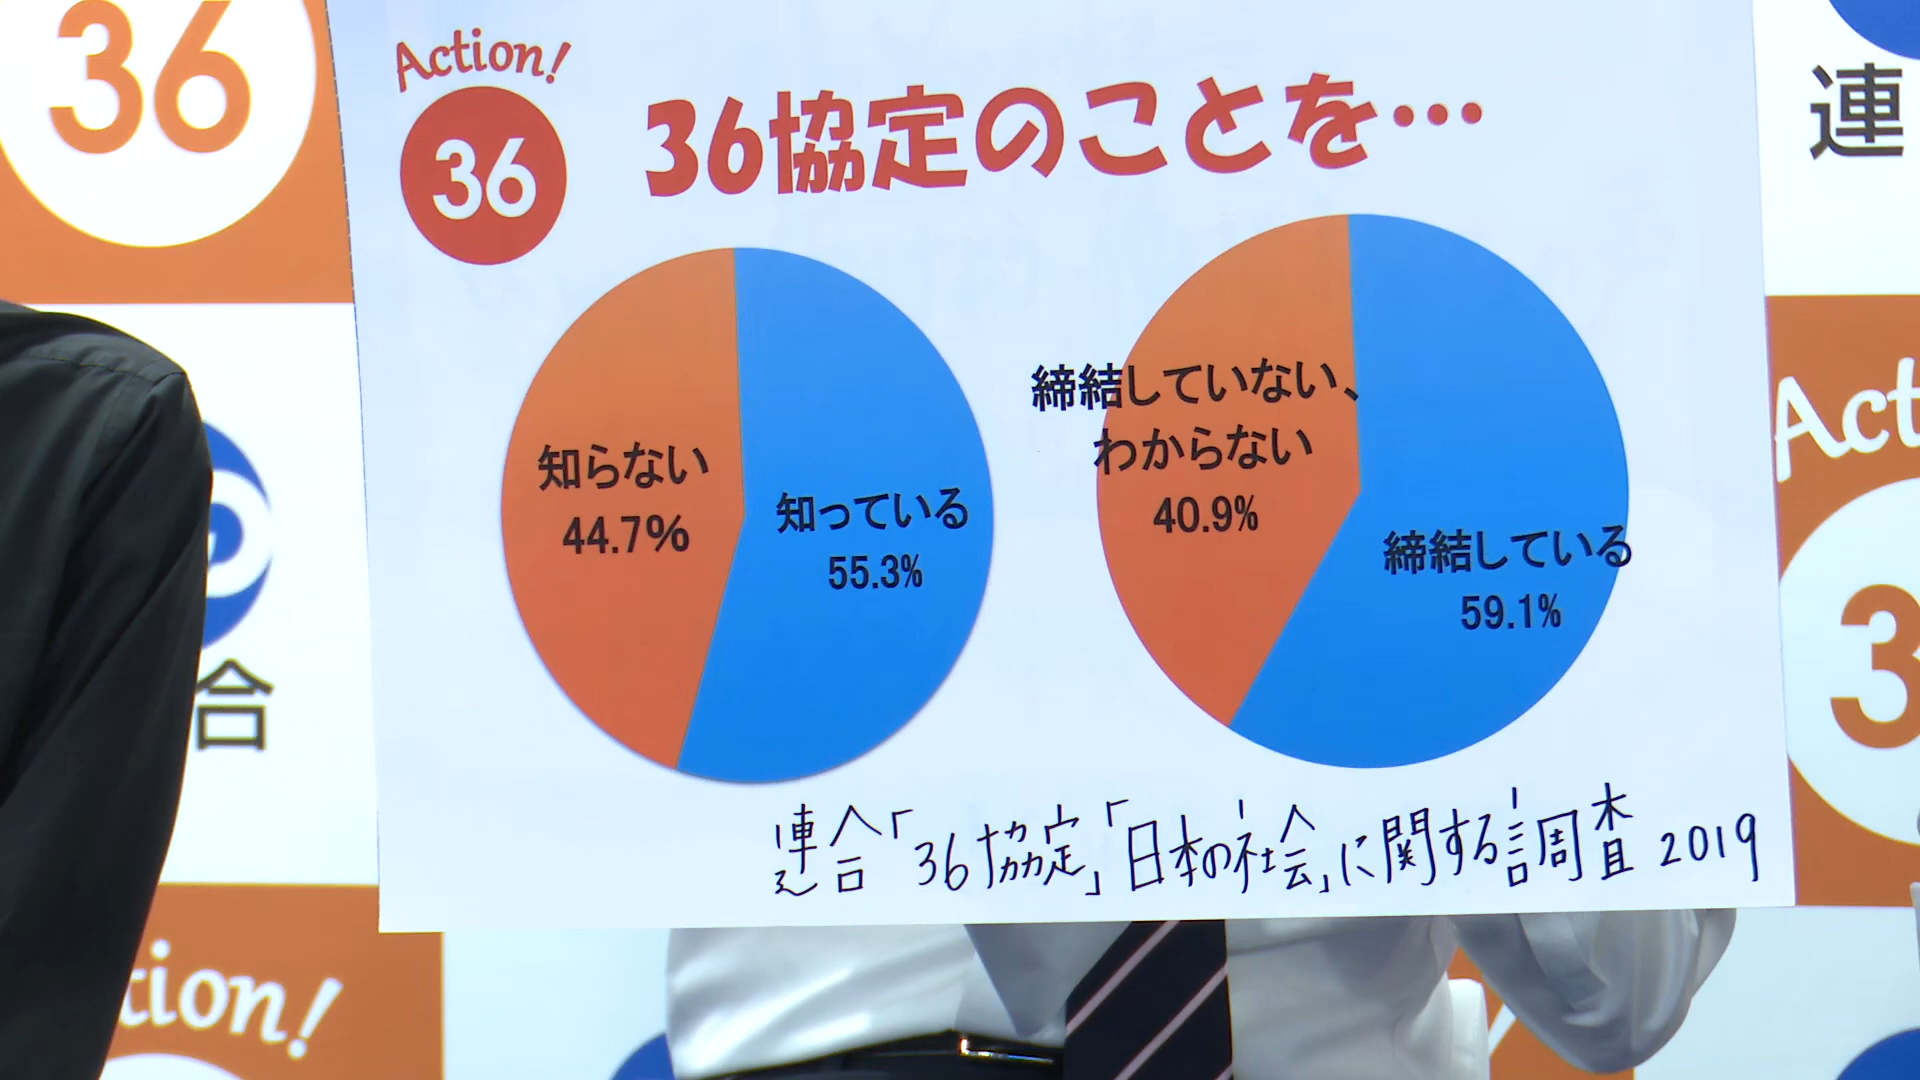 36
Action!
36
36協定のことを…
連
知らない
44.7%
知っている
55.3%
締結していない、
わからない
40.9%
締結している
59.1%
連合「36協定」「日本の社会」に関する調査 2019
合
Act
3
tion!